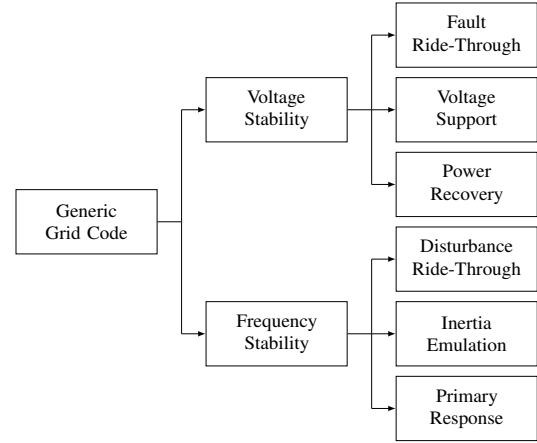 Generic
Grid Code
Voltage
Stability
Fault
Ride-Through
Voltage
Support
Power
Recovery
Frequency
Stability
Disturbance
Ride-Through
Inertia
Emulation
Primary
Response